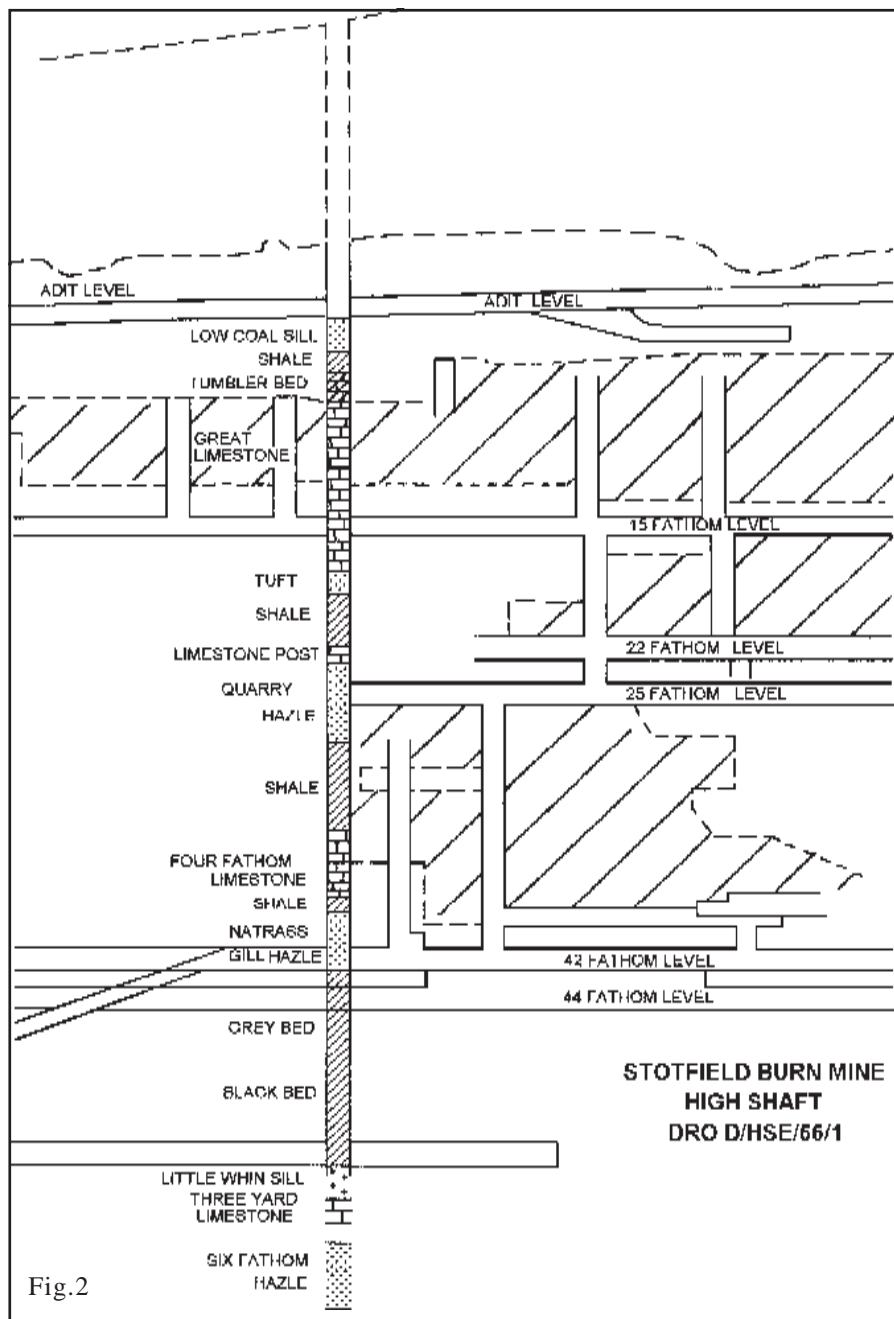 ADIT LEVEL
ADIT LEVEL
LOW COAL SILL
SHALE
TUMBLER BED
GREAT
LIMESTONE
15 FATHOM LEVEL
TUFT
SHALE
22 FATHOM LEVEL
LIMESTONE POST
QUARRY
HAZLE
25 FATHOM LEVEL
SHALE
FOUR FATHOM
LIMESTONE
SHALE
NATRASS
GILL HAZLE
42 FATHOM LEVEL
44 FATHOM LEVEL
GREY BED
BLACK BED
STOTFIELD BURN MINE
HIGH SHAFT
DRO D/HSE/66/1
LITTLE WHIN SILL
THREE YARD
LIMESTONE
SIX FATHOM
HAZLE
Fig.2